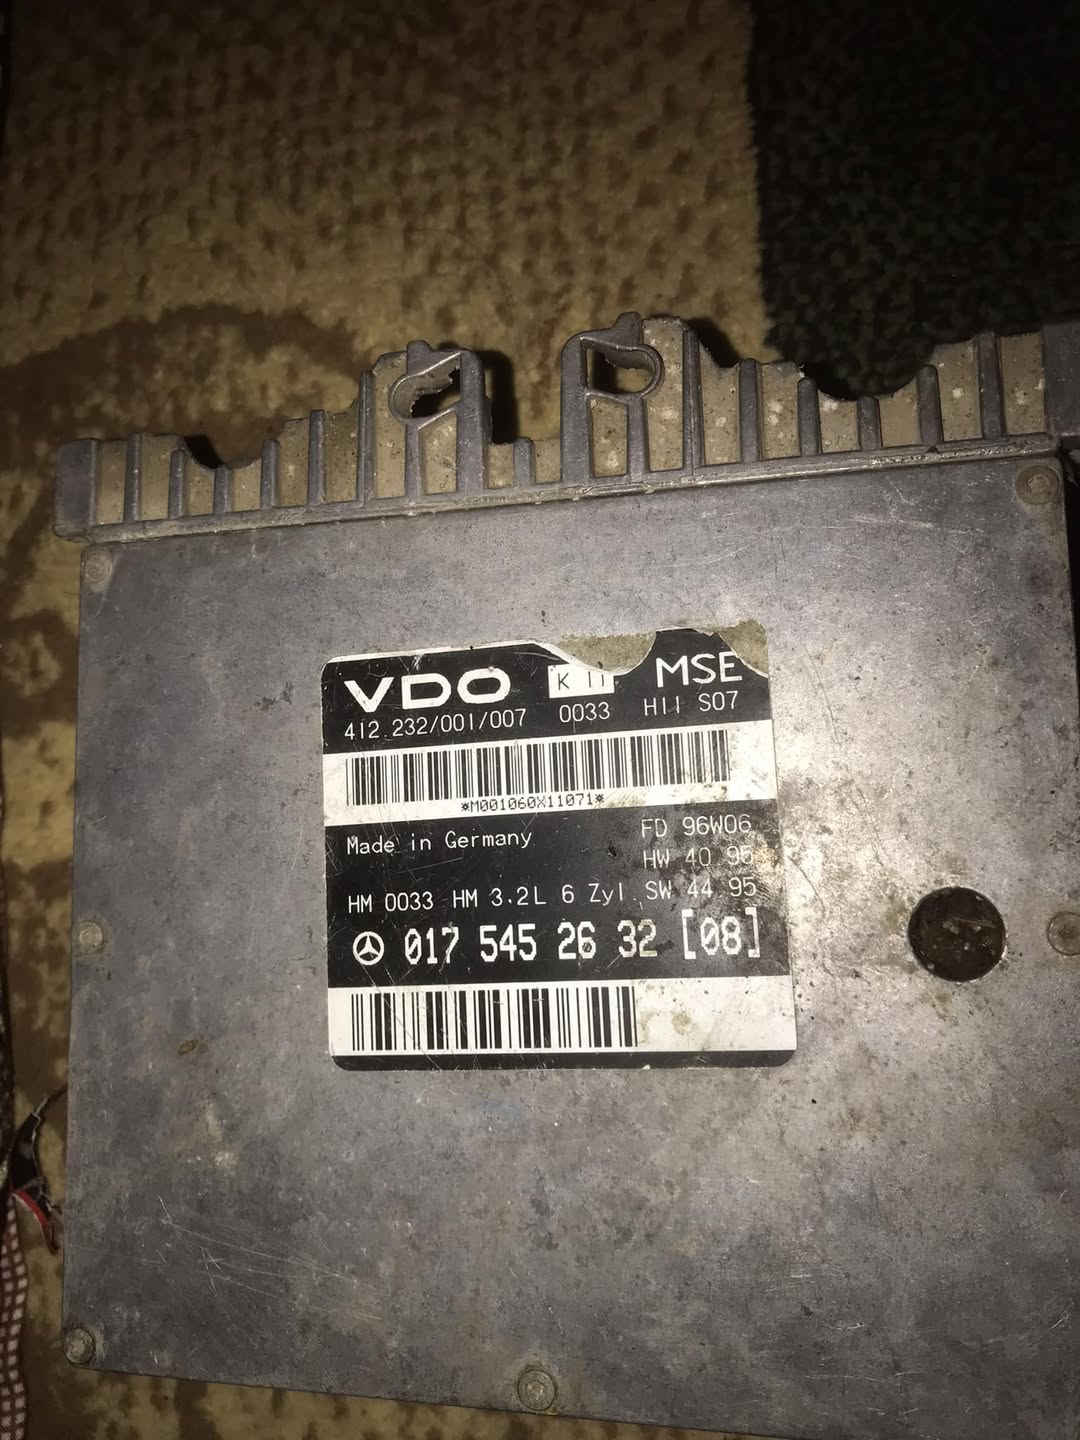 VDO K 11 MSE
412.232/001/007 0033 H11 S07
*M001060X11071*
Made in Germany FD 96W06
HW 40 95
HM 0033 HM 3.2L 6 Zyl. SW 44 95
017 545 26 32 [08]